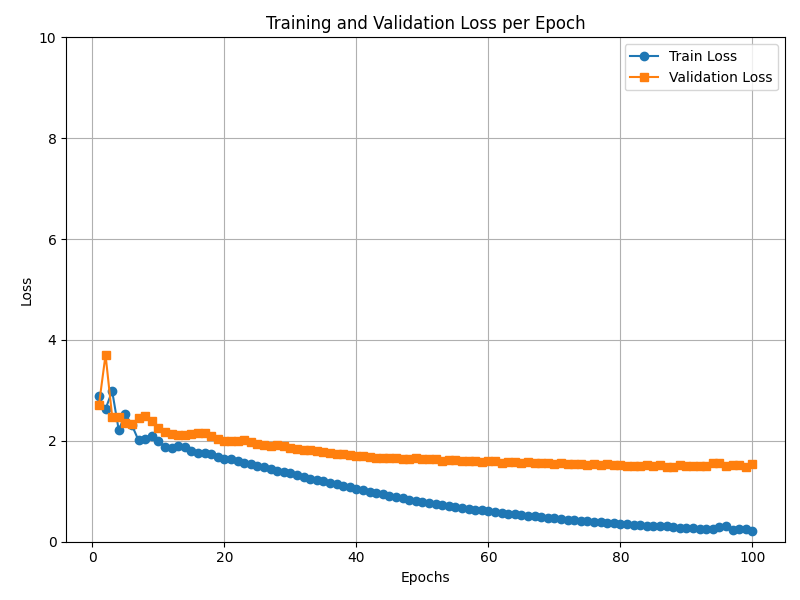 Training and Validation Loss per Epoch
Train Loss
Validation Loss
10
8
6
4
2
0
Loss
0 20 40 60 80 100
Epochs